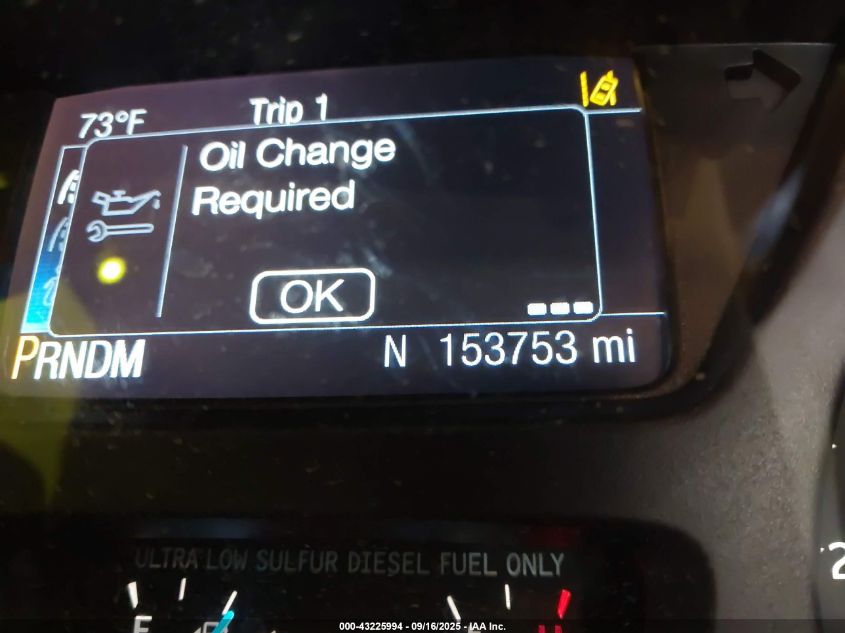 73°F Trip 1
Oil Change
Required
OK
PRNDM N 153753 mi
ULTRA LOW SULFUR DIESEL FUEL ONLY
2
000-43225994 - 09/16/2025 - IAA Inc.